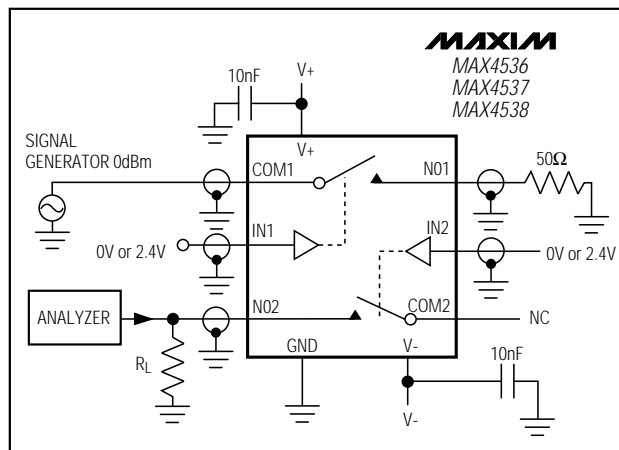 MAXIM
MAX4536
MAX4537
MAX4538
10nF
V+
V+
SIGNAL
GENERATOR 0dBm
COM1
N01
50Ω
IN1
IN2
0V or 2.4V
0V or 2.4V
ANALYZER
N02
COM2
NC
RL
GND
V-
10nF
V-